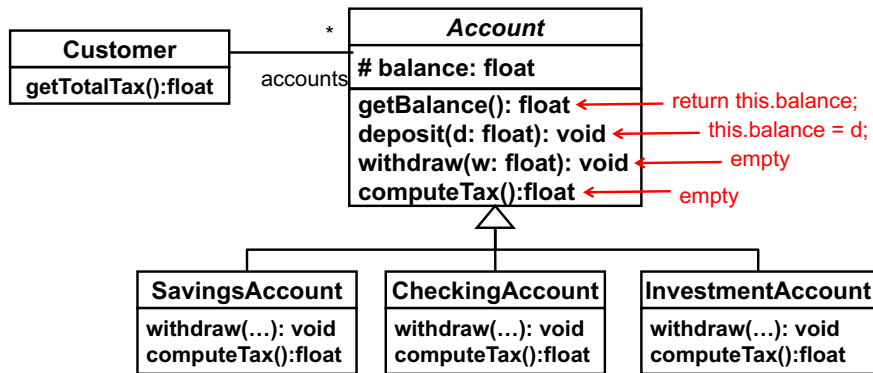 Customer
getTotalTax():float
*
accounts
Account
# balance: float
getBalance(): float
return this.balance;
deposit(d: float): void
this.balance = d;
withdraw(w: float): void
empty
computeTax():float
empty
SavingsAccount
withdraw(…): void
computeTax():float
CheckingAccount
withdraw(…): void
computeTax():float
InvestmentAccount
withdraw(…): void
computeTax():float